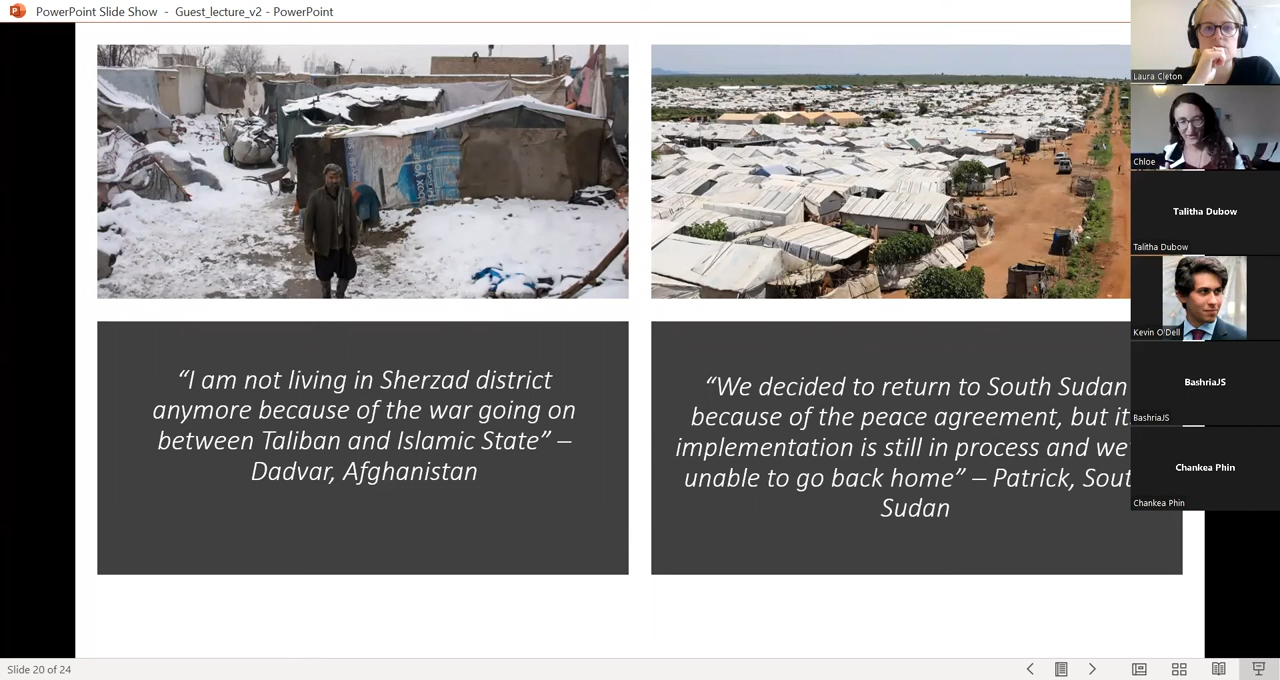 PowerPoint Slide Show - Guest_lecture_v2 - PowerPoint
“I am not living in Sherzad district
anymore because of the war going on
between Taliban and Islamic State” –
Dadvar, Afghanistan
“We decided to return to South Sudan
because of the peace agreement, but it
implementation is still in process and we
unable to go back home” – Patrick, Sout
Sudan
Laura Cleton
Chloe
Talitha Dubow
Talitha Dubow
Kevin O'Dell
BashriaJS
BashriaJS
Chankea Phin
Chankea Phin
Slide 20 of 24